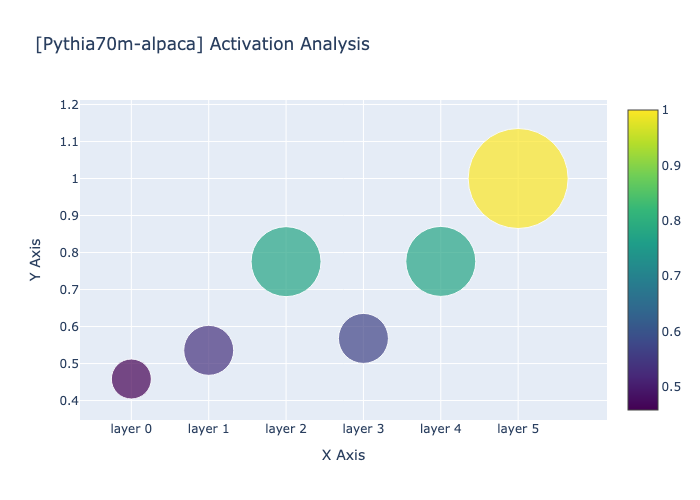 [Pythia70m-alpaca] Activation Analysis
1.2
1.1
1
0.9
0.8
0.7
0.6
0.5
0.4
Y Axis
layer 0
layer 1
layer 2
layer 3
layer 4
layer 5
X Axis
1
0.9
0.8
0.7
0.6
0.5